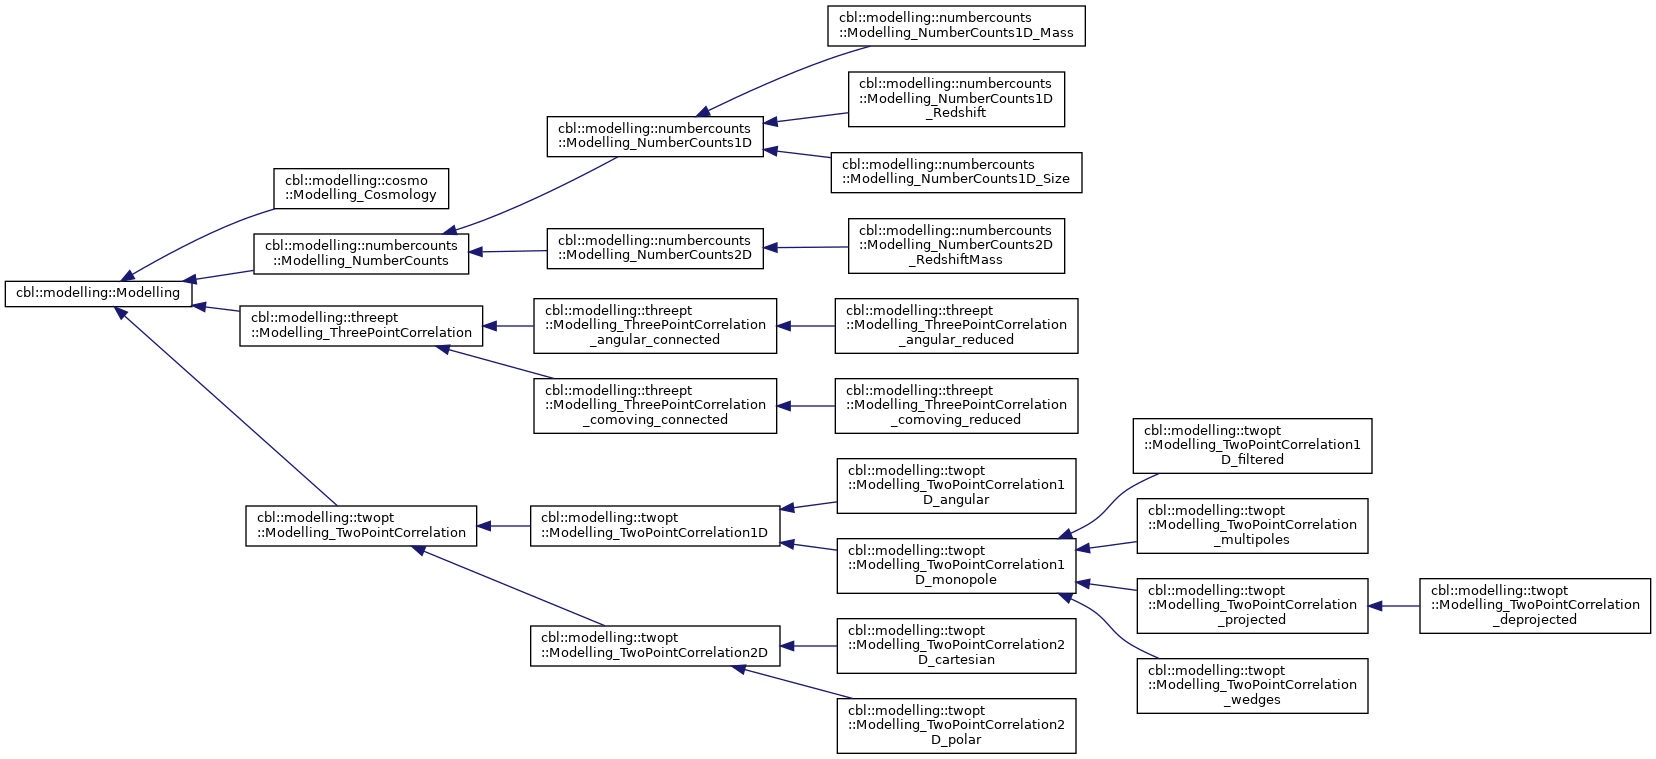 cbl::modelling::numbercounts
::Modelling_NumberCounts1D_Mass
cbl::modelling::numbercounts
::Modelling_NumberCounts1D
_Redshift
cbl::modelling::numbercounts
::Modelling_NumberCounts1D
cbl::modelling::numbercounts
::Modelling_NumberCounts1D_Size
cbl::modelling::cosmo
::Modelling_Cosmology
cbl::modelling::numbercounts
::Modelling_NumberCounts
cbl::modelling::numbercounts
::Modelling_NumberCounts2D
cbl::modelling::numbercounts
::Modelling_NumberCounts2D
_RedshiftMass
cbl::modelling::Modelling
cbl::modelling::threept
::Modelling_ThreePointCorrelation
cbl::modelling::threept
::Modelling_ThreePointCorrelation
_angular_connected
cbl::modelling::threept
::Modelling_ThreePointCorrelation
_angular_reduced
cbl::modelling::threept
::Modelling_ThreePointCorrelation
_comoving_connected
cbl::modelling::threept
::Modelling_ThreePointCorrelation
_comoving_reduced
cbl::modelling::twopt
::Modelling_TwoPointCorrelation
cbl::modelling::twopt
::Modelling_TwoPointCorrelation1D
cbl::modelling::twopt
::Modelling_TwoPointCorrelation1
D_angular
cbl::modelling::twopt
::Modelling_TwoPointCorrelation1
D_monopole
cbl::modelling::twopt
::Modelling_TwoPointCorrelation1
D_filtered
cbl::modelling::twopt
::Modelling_TwoPointCorrelation
_multipoles
cbl::modelling::twopt
::Modelling_TwoPointCorrelation
_projected
cbl::modelling::twopt
::Modelling_TwoPointCorrelation
_deprojected
cbl::modelling::twopt
::Modelling_TwoPointCorrelation
_wedges
cbl::modelling::twopt
::Modelling_TwoPointCorrelation2D
cbl::modelling::twopt
::Modelling_TwoPointCorrelation2
D_cartesian
cbl::modelling::twopt
::Modelling_TwoPointCorrelation2
D_polar